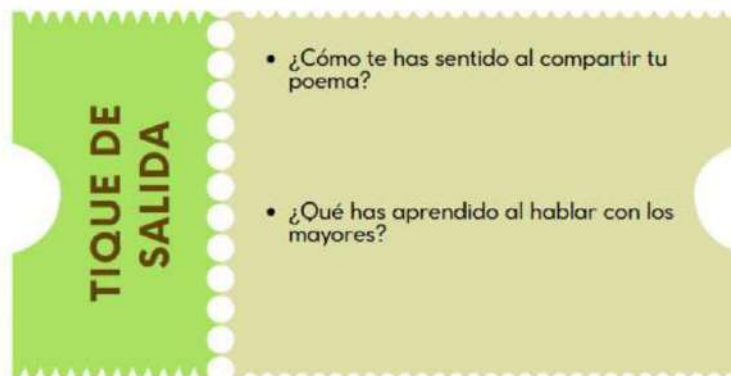 TIQUE DE
SALIDA
• ¿Cómo te has sentido al compartir tu
poema?
• ¿Qué has aprendido al hablar con los
mayores?